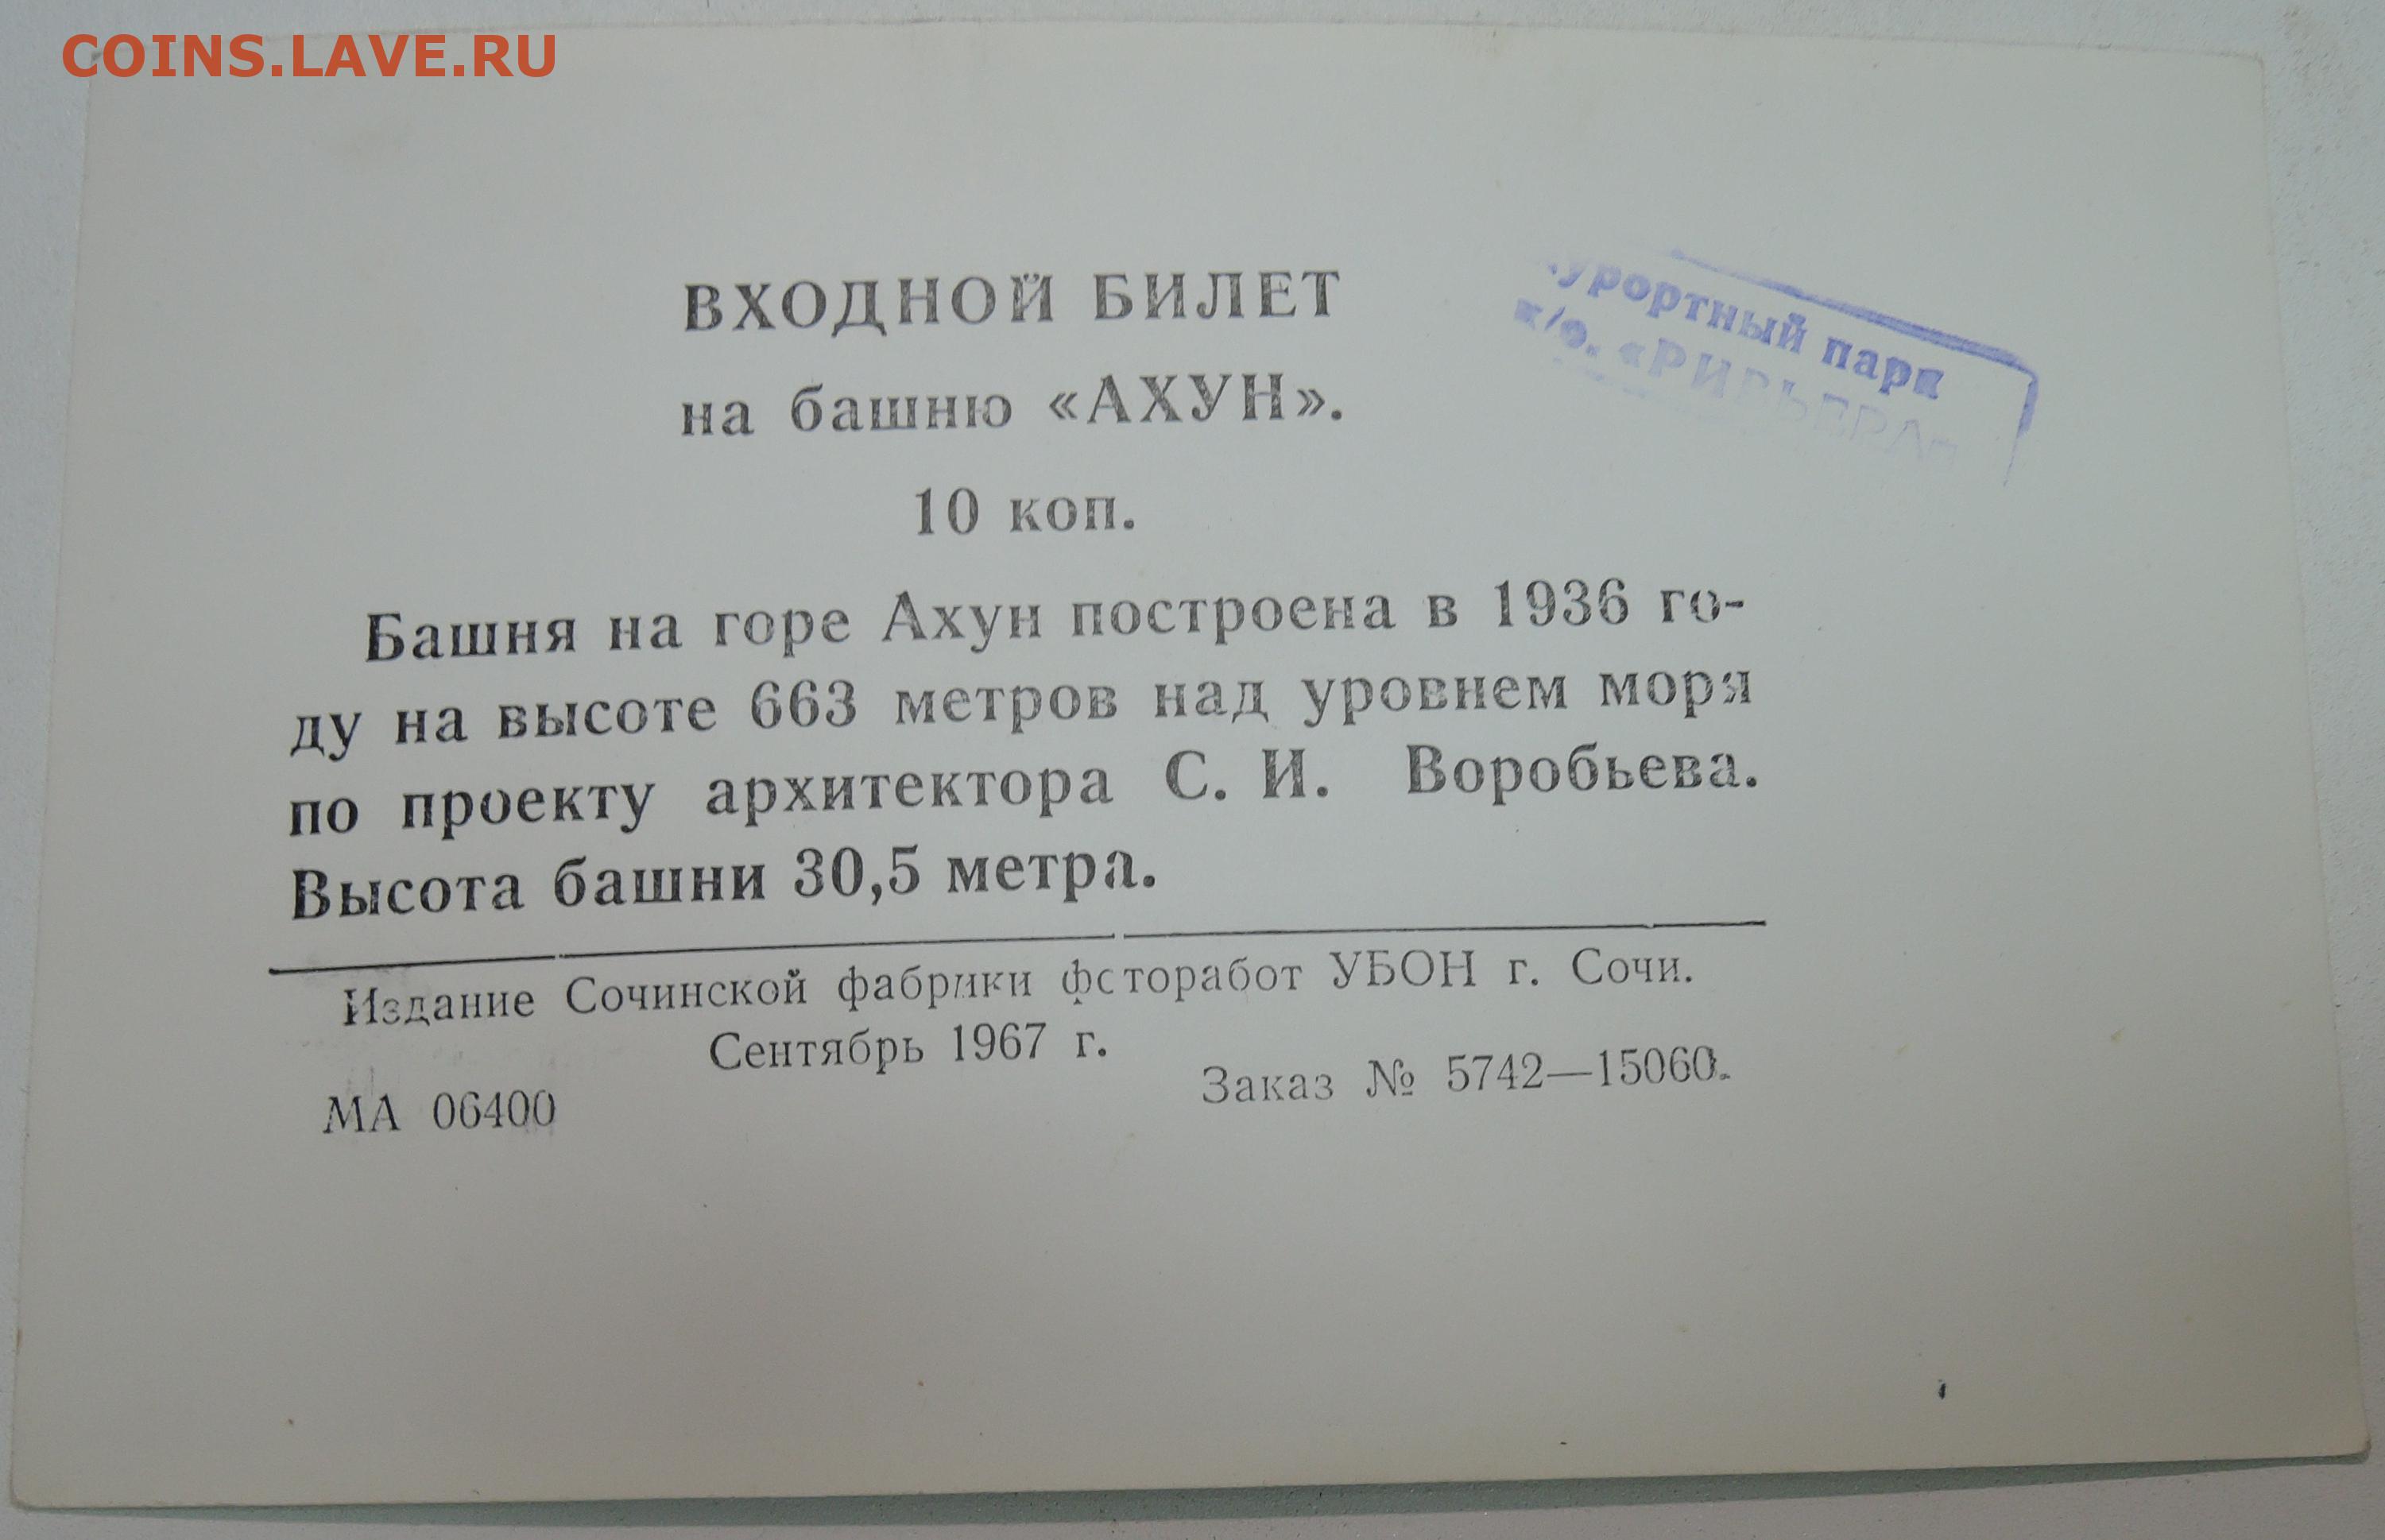 COINS.LAVE.RU
ВХОДНОЙ БИЛЕТ
на башню «АХУН».
10 коп.
курортный парк
к/о. «РИВЬЕРА»
Башня на горе Ахун построена в 1936 го-
ду на высоте 663 метров над уровнем моря
по проекту архитектора С. И. Воробьева.
Высота башни 30,5 метра.
Издание Сочинской фабрики фоторабот УБОН г. Сочи.
Сентябрь 1967 г.
МА 06400
Заказ № 5742—15060.